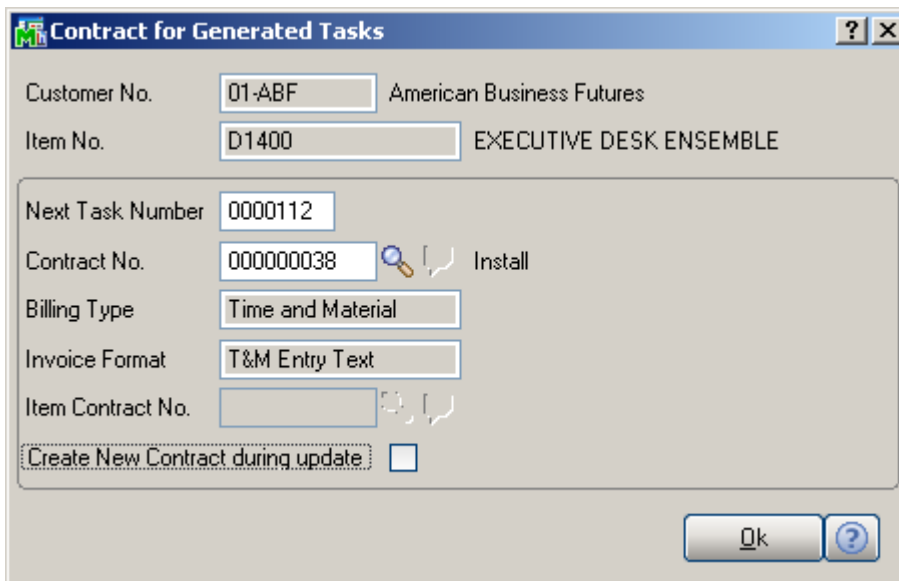 Contract for Generated Tasks
Customer No. 01-ABF American Business Futures
Item No. D1400 EXECUTIVE DESK ENSEMBLE
Next Task Number 0000112
Contract No. 000000038 Install
Billing Type Time and Material
Invoice Format T&M Entry Text
Item Contract No.
Create New Contract during update
Ok